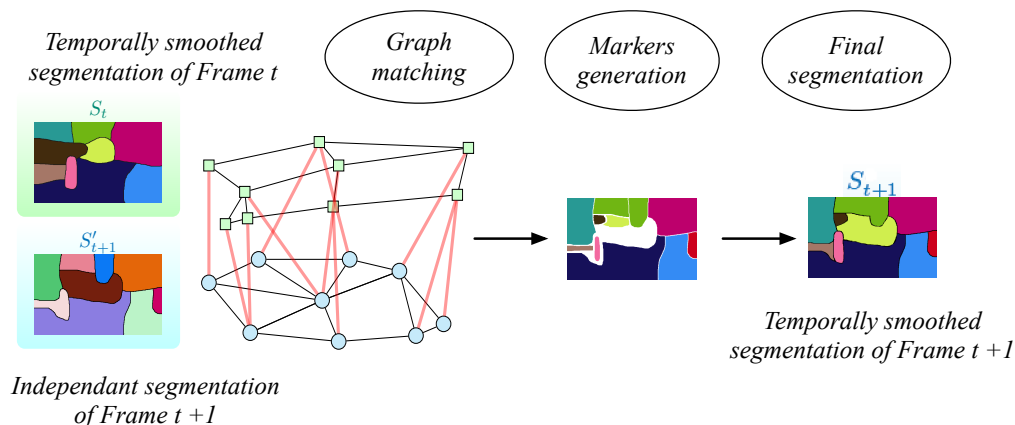 Temporally smoothed
segmentation of Frame t
Graph
matching
Markers
generation
Final
segmentation
S_t
S'_{t+1}
S_{t+1}
Independant segmentation
of Frame t +1
Temporally smoothed
segmentation of Frame t +1